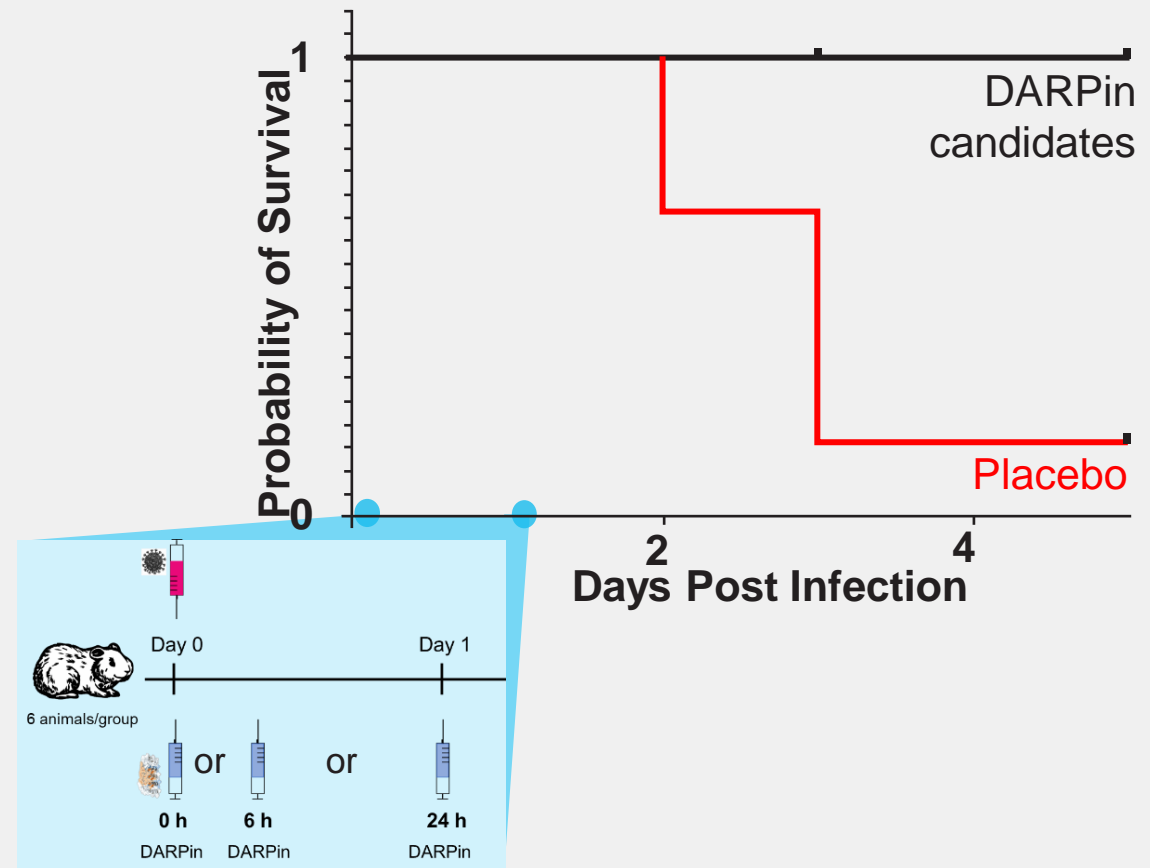 Probability of Survival
1
0
DARPin
candidates
Placebo
2
4
Days Post Infection
Day 0
Day 1
6 animals/group
or
or
0 h
6 h
24 h
DARPin
DARPin
DARPin